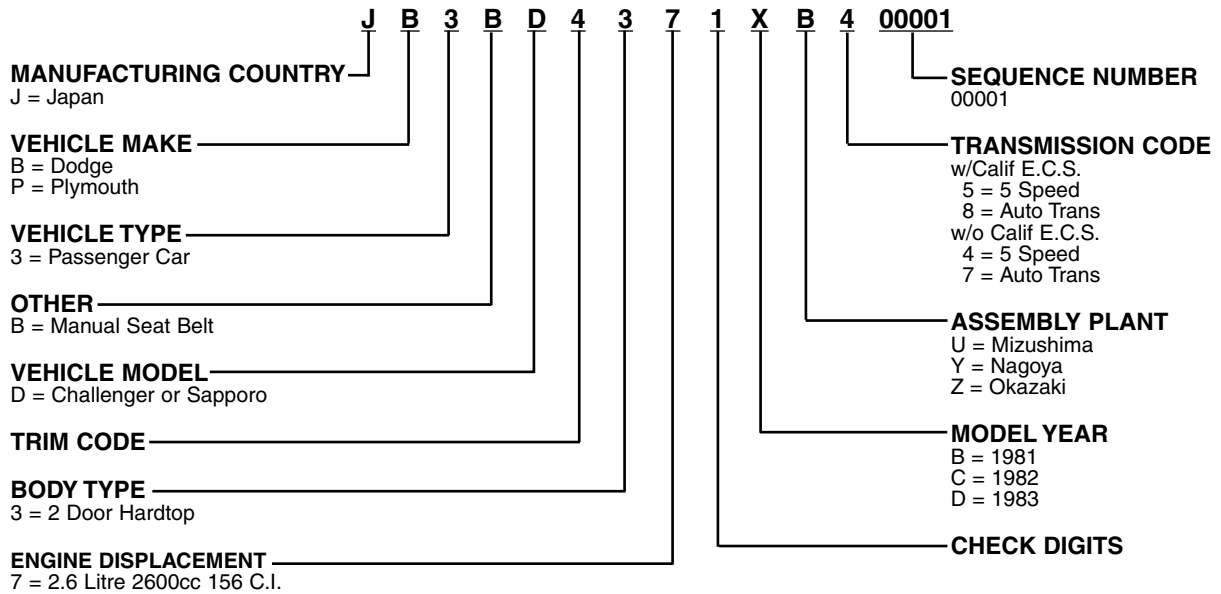 J B 3 B D 4 3 7 1 X B 4 00001
MANUFACTURING COUNTRY
J = Japan
VEHICLE MAKE
B = Dodge
P = Plymouth
VEHICLE TYPE
3 = Passenger Car
OTHER
B = Manual Seat Belt
VEHICLE MODEL
D = Challenger or Sapporo
TRIM CODE
BODY TYPE
3 = 2 Door Hardtop
ENGINE DISPLACEMENT
7 = 2.6 Litre 2600cc 156 C.I.
SEQUENCE NUMBER
00001
TRANSMISSION CODE
w/Calif E.C.S.
5 = 5 Speed
8 = Auto Trans
w/o Calif E.C.S.
4 = 5 Speed
7 = Auto Trans
ASSEMBLY PLANT
U = Mizushima
Y = Nagoya
Z = Okazaki
MODEL YEAR
B = 1981
C = 1982
D = 1983
CHECK DIGITS